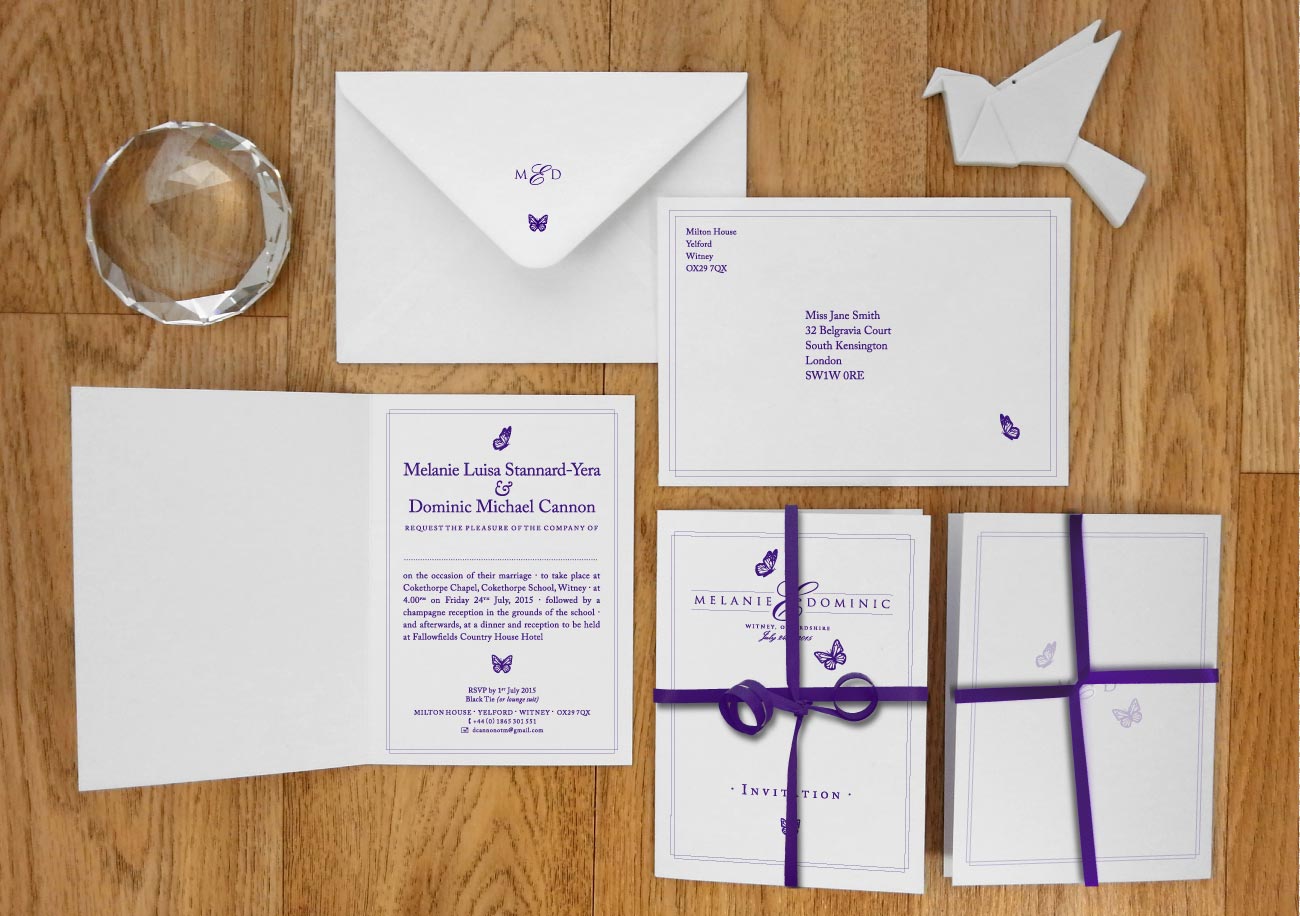 M & D
Milton House
Yelford
Witney
OX29 7QX
Miss Jane Smith
32 Belgravia Court
South Kensington
London
SW1W 0RE
Melanie Luisa Stannard-Yera
&
Dominic Michael Cannon
REQUEST THE PLEASURE OF THE COMPANY OF
on the occasion of their marriage · to take place at
Cokethorpe Chapel, Cokethorpe School, Witney · at
4.00PM on Friday 24TH July, 2015 · followed by a
champagne reception in the grounds of the school ·
and afterwards, at a dinner and reception to be held
at Fallowfields Country House Hotel
RSVP by 1st July 2015
Black Tie (or lounge suit)
MILTON HOUSE · YELFORD · WITNEY · OX29 7QX
t +44 (0) 1865 301 551
dcannonotm@gmail.com
MELANIE & DOMINIC
WITNEY,
July 2015
· INVITATION ·
D